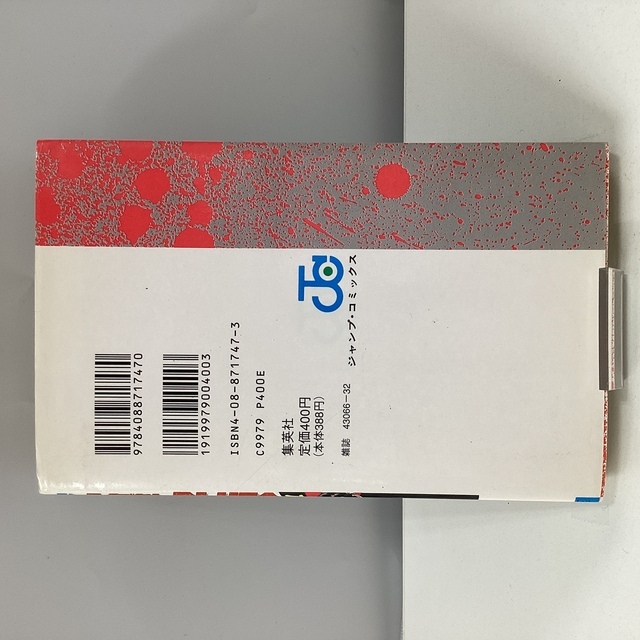 9784088717470
1919979004003
ISBN4-08-871747-3
C9979 P400E
集英社
定価400円
(本体388円)
雑誌 43066-32
JC
ジャンプ・コミックス